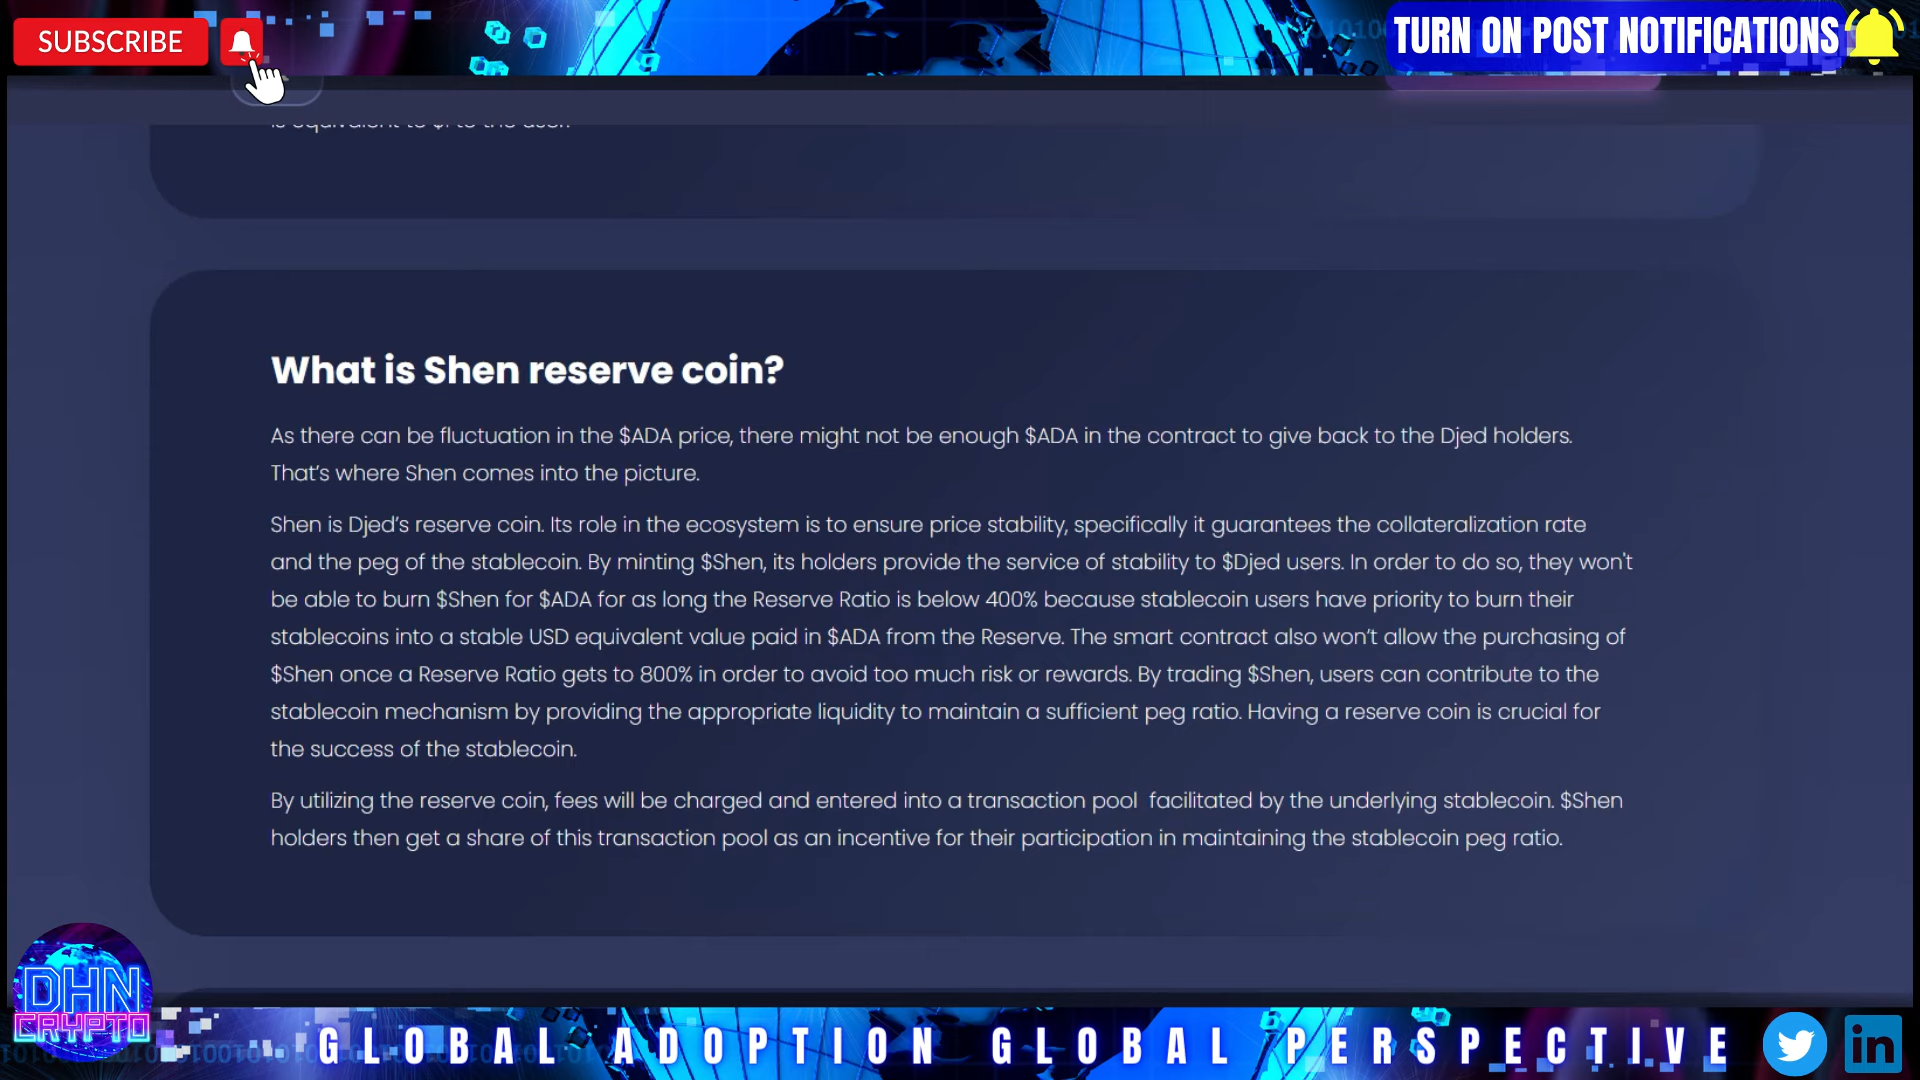 SUBSCRIBE
TURN ON POST NOTIFICATIONS
is equivalent to $1 to the user.
What is Shen reserve coin?
As there can be fluctuation in the $ADA price, there might not be enough $ADA in the contract to give back to the Djed holders.
That's where Shen comes into the picture.
Shen is Djed's reserve coin. Its role in the ecosystem is to ensure price stability, specifically it guarantees the collateralization rate
and the peg of the stablecoin. By minting $Shen, its holders provide the service of stability to $Djed users. In order to do so, they won't
be able to burn $Shen for $ADA for as long the Reserve Ratio is below 400% because stablecoin users have priority to burn their
stablecoins into a stable USD equivalent value paid in $ADA from the Reserve. The smart contract also won't allow the purchasing of
$Shen once a Reserve Ratio gets to 800% in order to avoid too much risk or rewards. By trading $Shen, users can contribute to the
stablecoin mechanism by providing the appropriate liquidity to maintain a sufficient peg ratio. Having a reserve coin is crucial for
the success of the stablecoin.
By utilizing the reserve coin, fees will be charged and entered into a transaction pool  facilitated by the underlying stablecoin. $Shen
holders then get a share of this transaction pool as an incentive for their participation in maintaining the stablecoin peg ratio.
DHN
CRYPTO
GLOBAL ADOPTION GLOBAL PERSPECTIVE
in